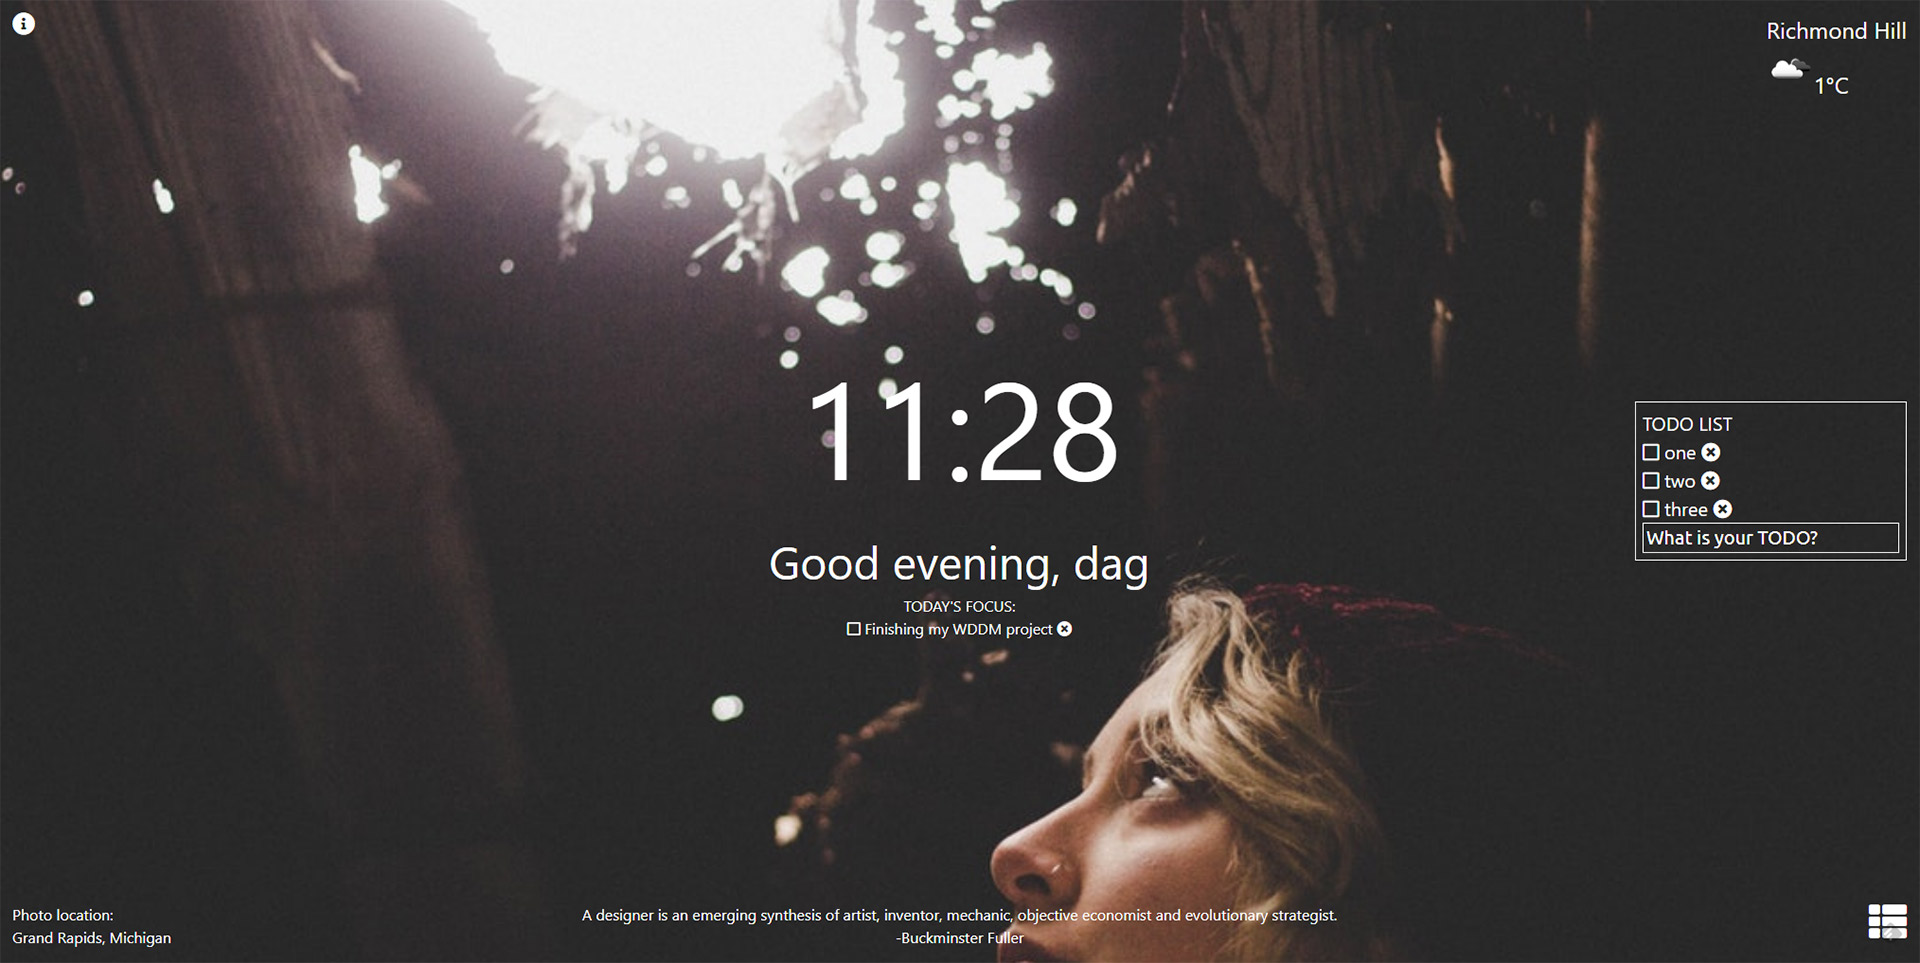 Richmond Hill
1°C
11:28
Good evening, dag
TODAY'S FOCUS:
Finishing my WDDM project
TODO LIST
one
two
three
What is your TODO?
Photo location:
Grand Rapids, Michigan
A designer is an emerging synthesis of artist, inventor, mechanic, objective economist and evolutionary strategist.
-Buckminster Fuller